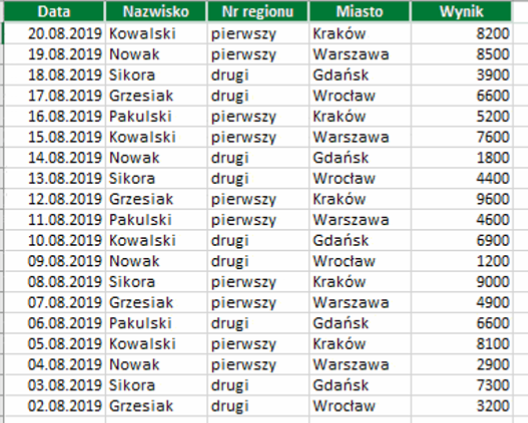 Data Nazwisko Nr regionu Miasto Wynik
20.08.2019 Kowalski pierwszy Kraków 8200
19.08.2019 Nowak pierwszy Warszawa 8500
18.08.2019 Sikora drugi Gdańsk 3900
17.08.2019 Grzesiak drugi Wrocław 6600
16.08.2019 Pakulski pierwszy Kraków 5200
15.08.2019 Kowalski pierwszy Warszawa 7600
14.08.2019 Nowak drugi Gdańsk 1800
13.08.2019 Sikora drugi Wrocław 4400
12.08.2019 Grzesiak pierwszy Kraków 9600
11.08.2019 Pakulski pierwszy Warszawa 4600
10.08.2019 Kowalski drugi Gdańsk 6900
09.08.2019 Nowak drugi Wrocław 1200
08.08.2019 Sikora pierwszy Kraków 9000
07.08.2019 Grzesiak pierwszy Warszawa 4900
06.08.2019 Pakulski drugi Gdańsk 6600
05.08.2019 Kowalski pierwszy Kraków 8100
04.08.2019 Nowak pierwszy Warszawa 2900
03.08.2019 Sikora drugi Gdańsk 7300
02.08.2019 Grzesiak drugi Wrocław 3200